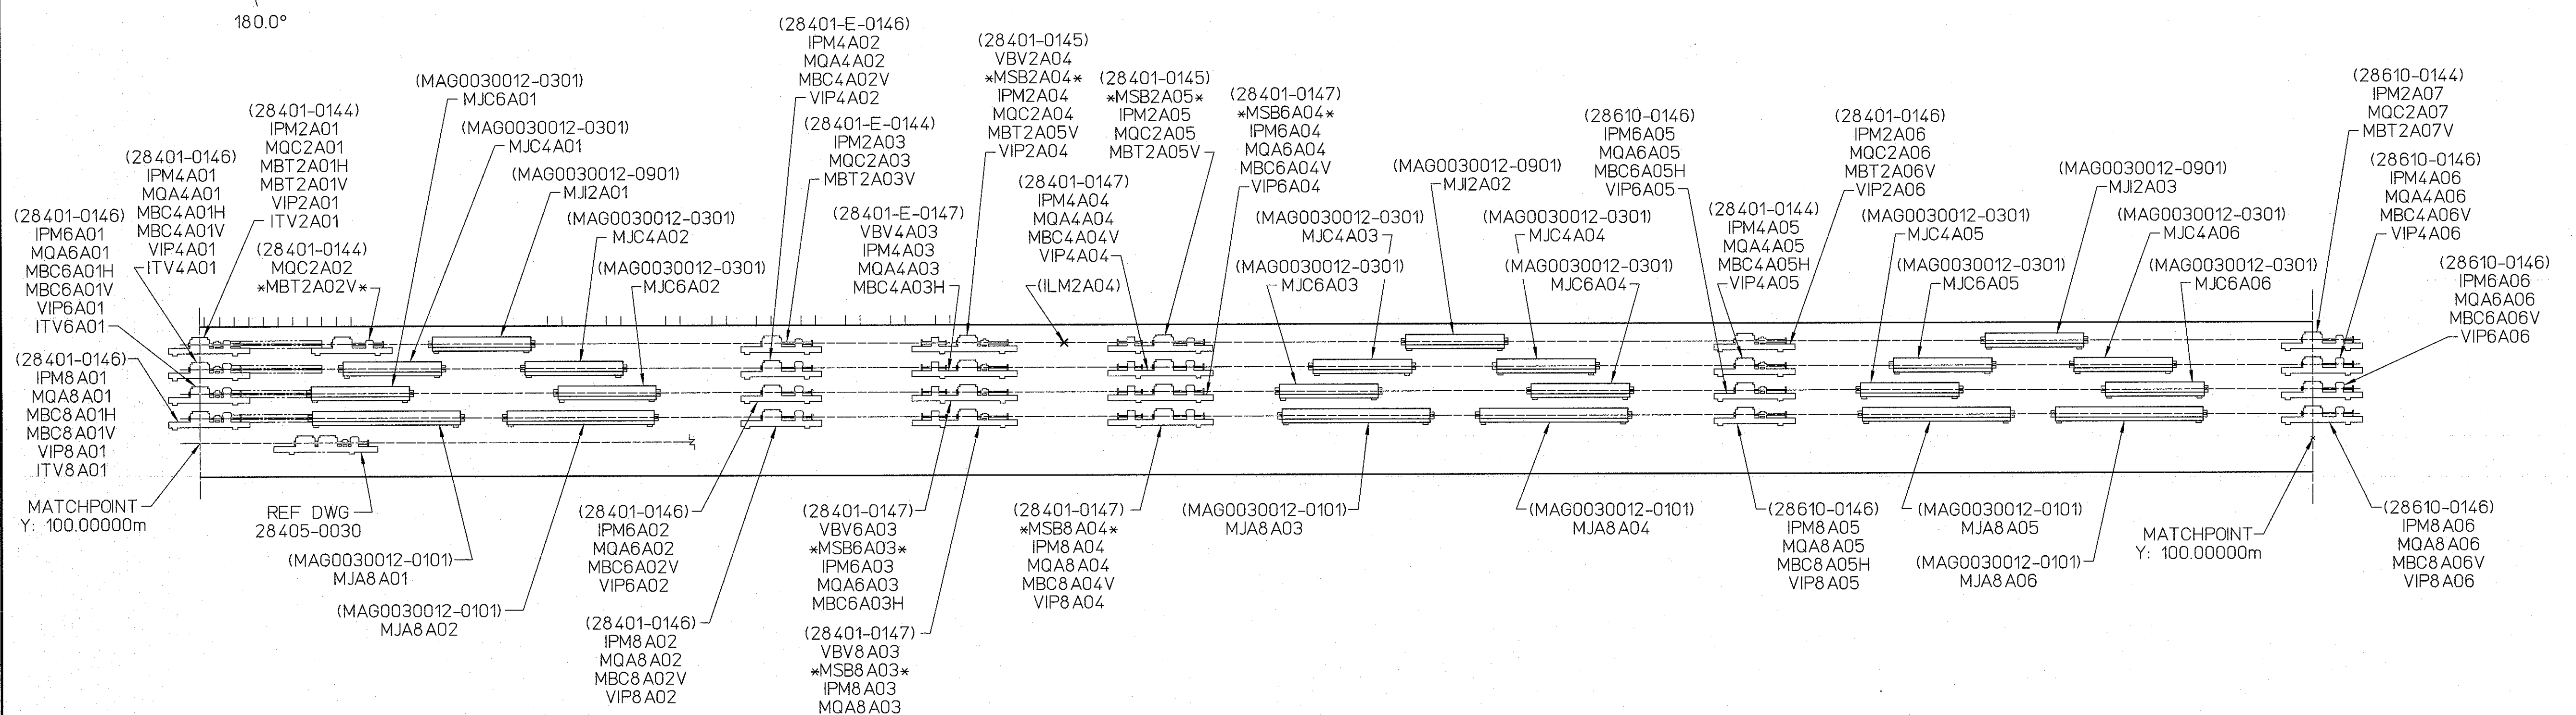 180.0°
(28401-0146)
IPM6A01
MQA6A01
MBC6A01H
MBC6A01V
VIP6A01
ITV6A01
(28401-0146)
IPM8A01
MQA8A01
MBC8A01H
MBC8A01V
VIP8A01
ITV8A01
MATCHPOINT
Y: 100.00000m
(28401-0146)
IPM4A01
MQA4A01
MBC4A01H
MBC4A01V
VIP4A01
ITV4A01
(28401-0144)
IPM2A01
MQC2A01
MBT2A01H
MBT2A01V
VIP2A01
ITV2A01
(28401-0144)
MQC2A02
*MBT2A02V*
(MAG0030012-0301)
MJC6A01
(MAG0030012-0301)
MJC4A01
(MAG0030012-0901)
MJI2A01
(MAG0030012-0301)
MJC4A02
(MAG0030012-0301)
MJC6A02
(28401-E-0146)
IPM4A02
MQA4A02
MBC4A02V
VIP4A02
(28401-E-0144)
IPM2A03
MQC2A03
MBT2A03V
(28401-E-0147)
VBV4A03
IPM4A03
MQA4A03
MBC4A03H
(28401-0145)
VBV2A04
*MSB2A04*
IPM2A04
MQC2A04
MBT2A05V
VIP2A04
(28401-0147)
IPM4A04
MQA4A04
MBC4A04V
VIP4A04
(ILM2A04)
(28401-0145)
*MSB2A05*
IPM2A05
MQC2A05
MBT2A05V
(28401-0147)
*MSB6A04*
IPM6A04
MQA6A04
MBC6A04V
VIP6A04
(MAG0030012-0301)
MJC4A03
(MAG0030012-0301)
MJC6A03
(MAG0030012-0901)
MJI2A02
(MAG0030012-0301)
MJC4A04
(MAG0030012-0301)
MJC6A04
(28610-0146)
IPM6A05
MQA6A05
MBC6A05H
VIP6A05
(28401-0144)
IPM4A05
MQA4A05
MBC4A05H
VIP4A05
(28401-0146)
IPM2A06
MQC2A06
MBT2A06V
VIP2A06
(MAG0030012-0301)
MJC4A05
(MAG0030012-0301)
MJC6A05
(MAG0030012-0901)
MJI2A03
(MAG0030012-0301)
MJC4A06
(MAG0030012-0301)
MJC6A06
(28610-0144)
IPM2A07
MQC2A07
MBT2A07V
(28610-0146)
IPM4A06
MQA4A06
MBC4A06V
VIP4A06
(28610-0146)
IPM6A06
MQA6A06
MBC6A06V
VIP6A06
REF DWG
28405-0030
(MAG0030012-0101)
MJA8A01
(MAG0030012-0101)
MJA8A02
(28401-0146)
IPM6A02
MQA6A02
MBC6A02V
VIP6A02
(28401-0146)
IPM8A02
MQA8A02
MBC8A02V
VIP8A02
(28401-0147)
VBV6A03
*MSB6A03*
IPM6A03
MQA6A03
MBC6A03H
(28401-0147)
VBV8A03
*MSB8A03*
IPM8A03
MQA8A03
(28401-0147)
*MSB8A04*
IPM8A04
MQA8A04
MBC8A04V
VIP8A04
(MAG0030012-0101)
MJA8A03
(MAG0030012-0101)
MJA8A04
(28610-0146)
IPM8A05
MQA8A05
MBC8A05H
VIP8A05
(MAG0030012-0101)
MJA8A05
(MAG0030012-0101)
MJA8A06
MATCHPOINT
Y: 100.00000m
(28610-0146)
IPM8A06
MQA8A06
MBC8A06V
VIP8A06